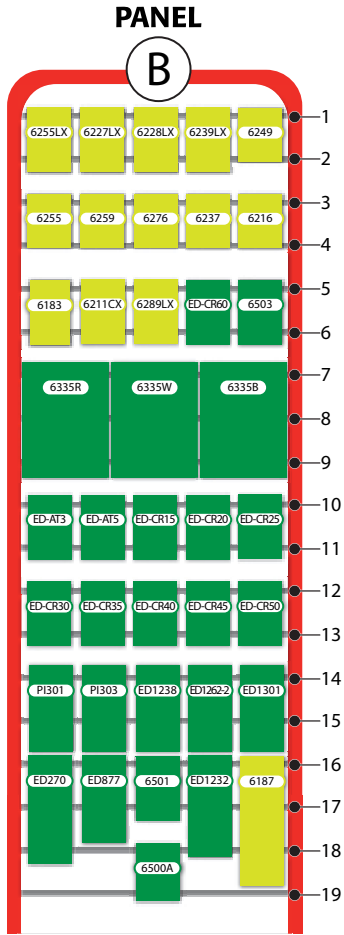 PANEL
B
6255LX 6227LX 6228LX 6239LX 6249 1
2
3
6255 6259 6276 6237 6216
4
5
6183 6211CX 6289LX ED-CR60 6503
6
7
6335R 6335W 6335B
8
9
10
ED-AT3 ED-AT5 ED-CR15 ED-CR20 ED-CR25
11
12
ED-CR30 ED-CR35 ED-CR40 ED-CR45 ED-CR50
13
14
PI301 PI303 ED1238 ED1262-2 ED1301
15
16
ED270 ED877 6501 ED1232 6187
17
18
6500A
19